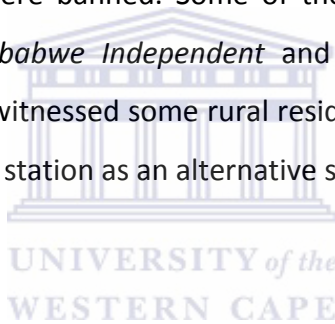 ere banned. Some of the
babwe Independent and
witnessed some rural resid
station as an alternative s
UNIVERSITY of the
WESTERN CAPE